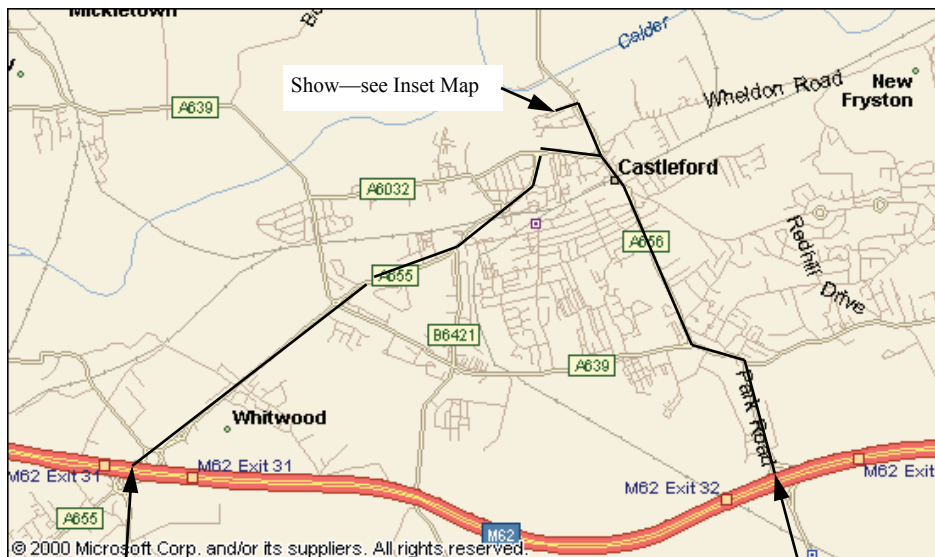 Mickletown
Calder
Show—see Inset Map
Wheldon Road
New
Fryston
A639
Castleford
A6032
A656
Redhill Drive
A655
B6421
A639
Park Road
Whitwood
M62 Exit 31
M62 Exit 31
M62 Exit 32
M62 Exit
A655
M62
© 2000 Microsoft Corp. and/or its suppliers. All rights reserved.